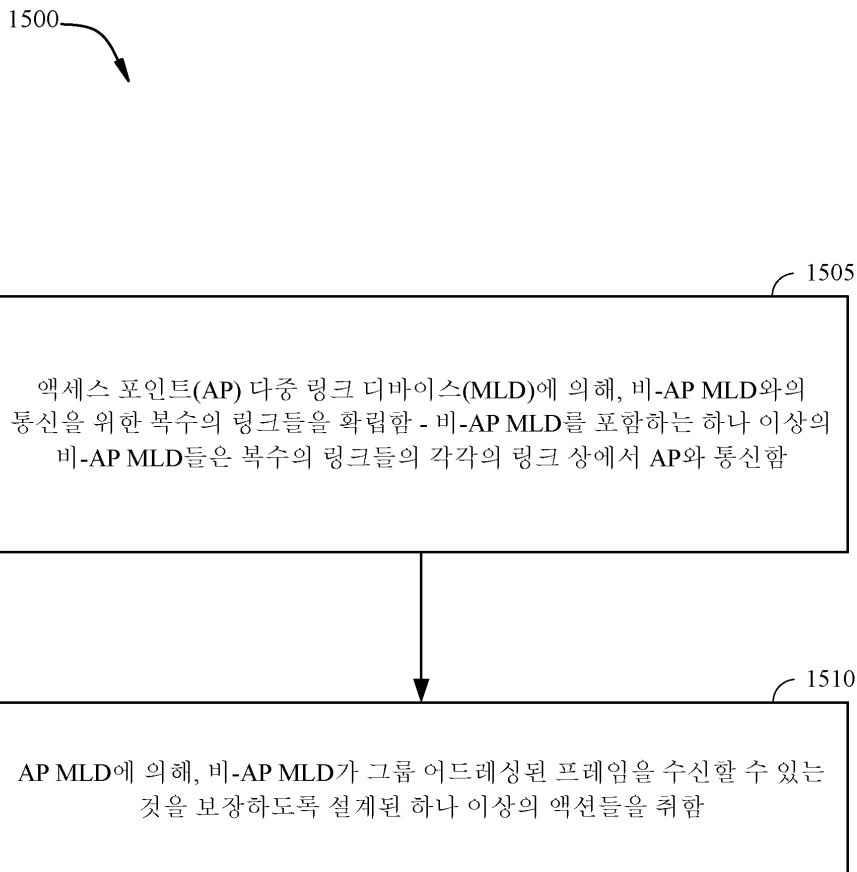 1500
1505
액세스 포인트(AP) 다중 링크 디바이스(MLD)에 의해, 비-AP MLD와의
통신을 위한 복수의 링크들을 확립함 - 비-AP MLD를 포함하는 하나 이상의
비-AP MLD들은 복수의 링크들의 각각의 링크 상에서 AP와 통신함
1510
AP MLD에 의해, 비-AP MLD가 그룹 어드레싱된 프레임을 수신할 수 있는
것을 보장하도록 설계된 하나 이상의 액션들을 취함